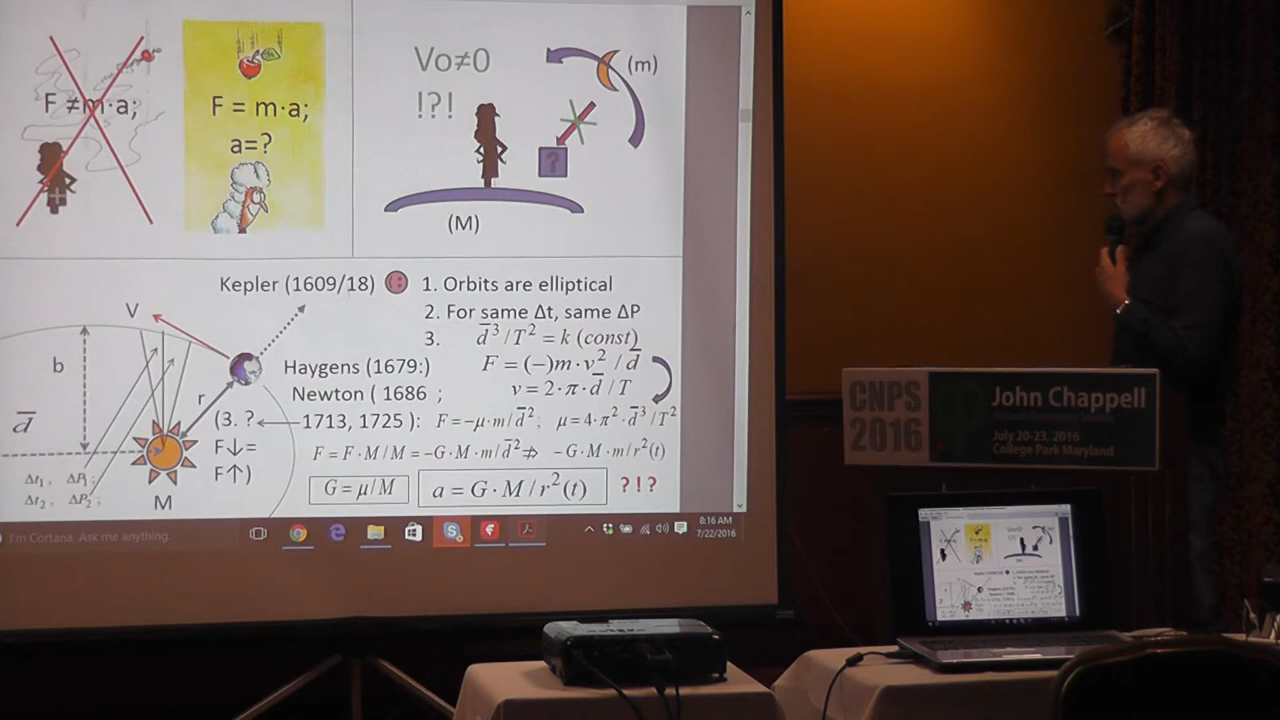 F ≠ m·a;
F = m·a;
a=?
Vo≠0
!?!
(m)
?
(M)
Kepler (1609/18)
1. Orbits are elliptical
2. For same Δt, same ΔP
3. d̅³/T² = k (const)
Haygens (1679:)
F = (−)m·v²/d̅
Newton ( 1686 ;
v = 2·π·d̅/T
(3. ?
1713, 1725 ): F=−μ·m/d̅²; μ=4·π²·d̅³/T²
F↓=
F↑)
F = F·M/M = −G·M·m/d̅² ⇒ −G·M·m/r²(t)
G = μ/M
a = G·M/r²(t)
?!?
V
b
r
d̅
M
Δt₁, ΔP₁;
Δt₂, ΔP₂;
I'm Cortana. Ask me anything.
8:16 AM
7/22/2016
CNPS
2016
John Chappell
July 20-23, 2016
College Park Maryland